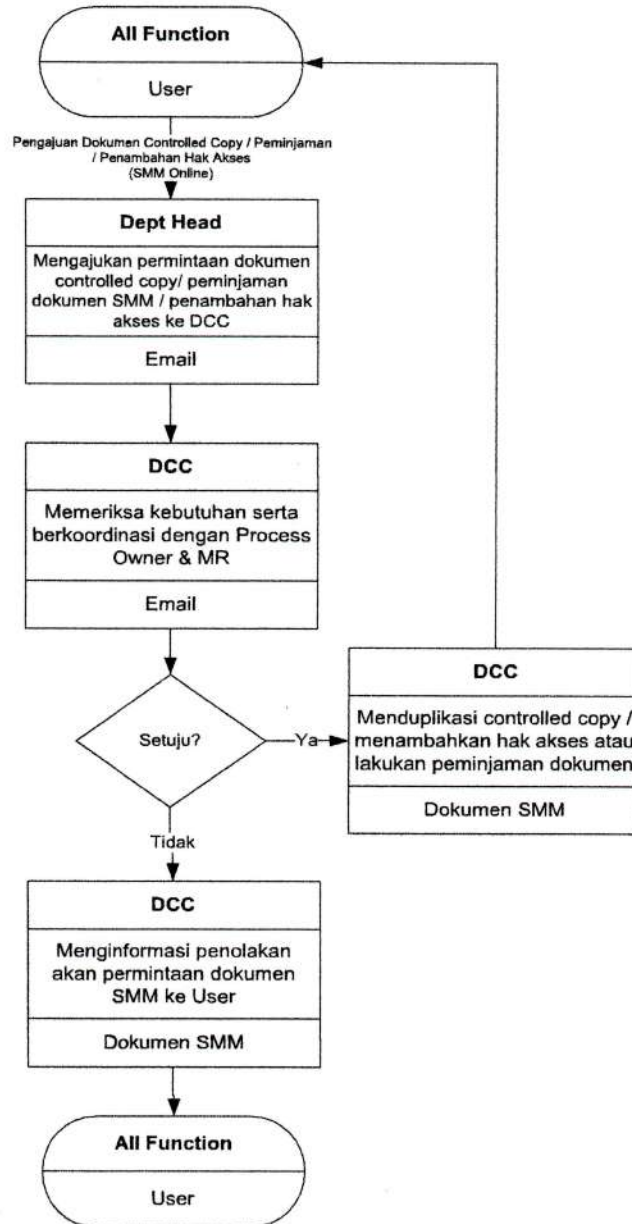 All Function
User
Pengajuan Dokumen Controlled Copy / Peminjaman
/ Penambahan Hak Akses
(SMM Online)
Dept Head
Mengajukan permintaan dokumen
controlled copy/ peminjaman
dokumen SMM / penambahan hak
akses ke DCC
Email
DCC
Memeriksa kebutuhan serta
berkoordinasi dengan Process
Owner & MR
Email
Setuju?
Ya
DCC
Menduplikasi controlled copy /
menambahkan hak akses atau
lakukan peminjaman dokumen
Dokumen SMM
Tidak
DCC
Menginformasi penolakan
akan permintaan dokumen
SMM ke User
Dokumen SMM
All Function
User